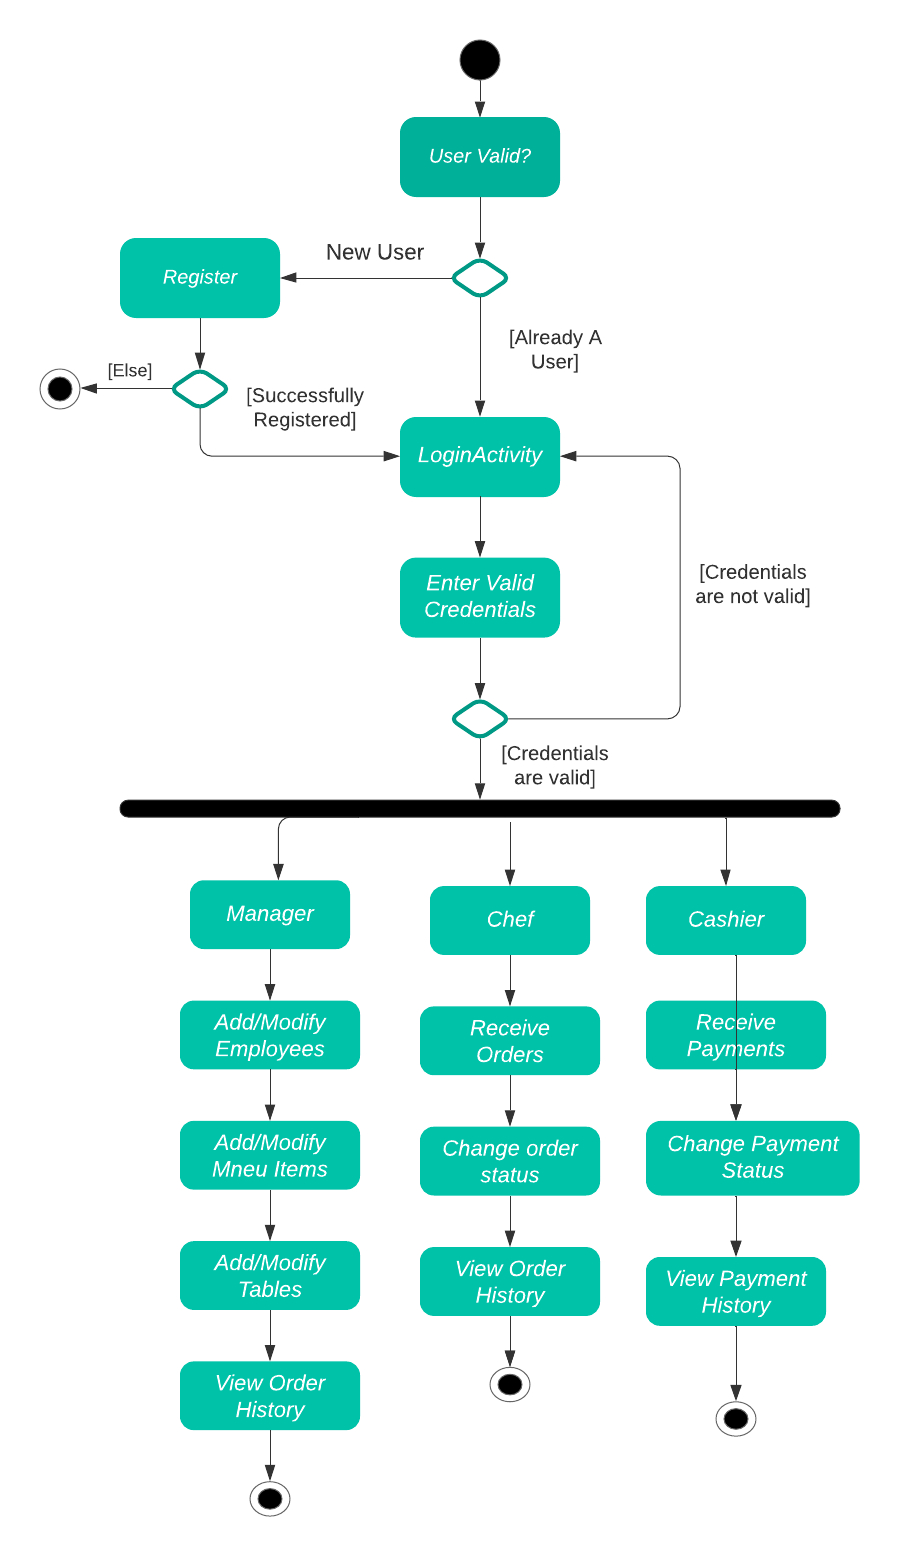 User Valid?
New User
Register
[Already A
User]
[Else]
[Successfully
Registered]
LoginActivity
Enter Valid
Credentials
[Credentials
are not valid]
[Credentials
are valid]
Manager
Chef
Cashier
Add/Modify
Employees
Receive
Orders
Receive
Payments
Add/Modify
Mneu Items
Change order
status
Change Payment
Status
Add/Modify
Tables
View Order
History
View Payment
History
View Order
History